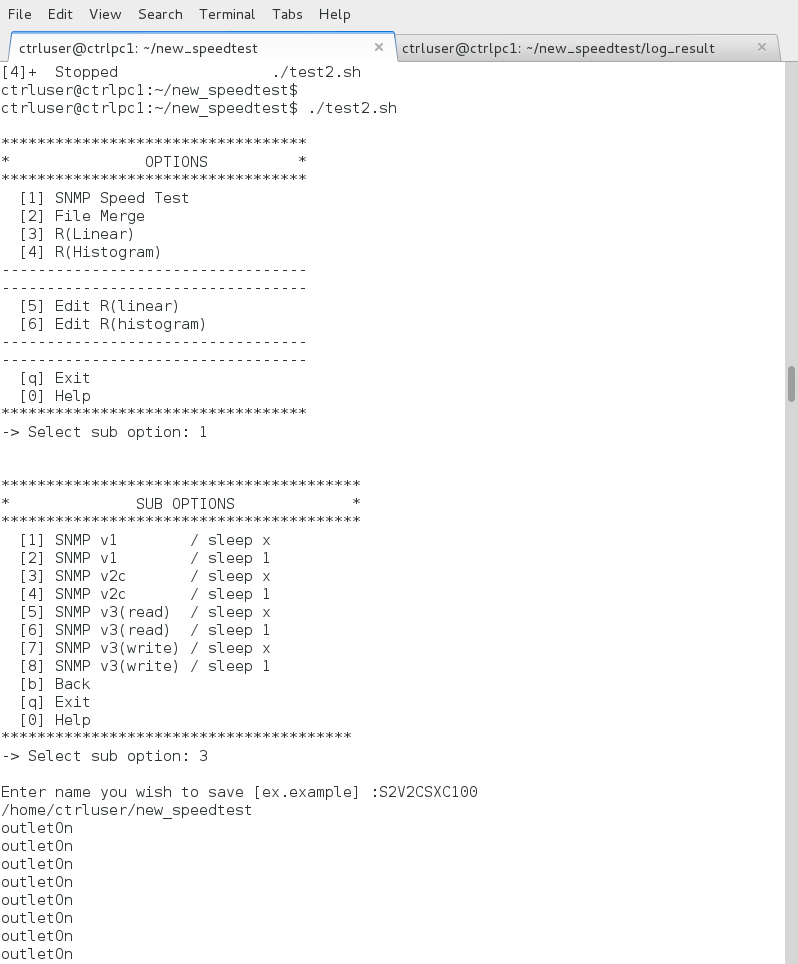 File Edit View Search Terminal Tabs Help
ctrluser@ctrlpc1: ~/new_speedtest × ctrluser@ctrlpc1: ~/new_speedtest/log_result ×
[4]+  Stopped                 ./test2.sh
ctrluser@ctrlpc1:~/new_speedtest$
ctrluser@ctrlpc1:~/new_speedtest$ ./test2.sh
**********************************
*               OPTIONS          *
**********************************
  [1] SNMP Speed Test
  [2] File Merge
  [3] R(Linear)
  [4] R(Histogram)
----------------------------------
----------------------------------
  [5] Edit R(linear)
  [6] Edit R(histogram)
----------------------------------
----------------------------------
  [q] Exit
  [0] Help
**********************************
-> Select sub option: 1
****************************************
*              SUB OPTIONS             *
****************************************
  [1] SNMP v1        / sleep x
  [2] SNMP v1        / sleep 1
  [3] SNMP v2c       / sleep x
  [4] SNMP v2c       / sleep 1
  [5] SNMP v3(read)  / sleep x
  [6] SNMP v3(read)  / sleep 1
  [7] SNMP v3(write) / sleep x
  [8] SNMP v3(write) / sleep 1
  [b] Back
  [q] Exit
  [0] Help
***************************************
-> Select sub option: 3
Enter name you wish to save [ex.example] :S2V2CSXC100
/home/ctrluser/new_speedtest
outletOn
outletOn
outletOn
outletOn
outletOn
outletOn
outletOn
outletOn